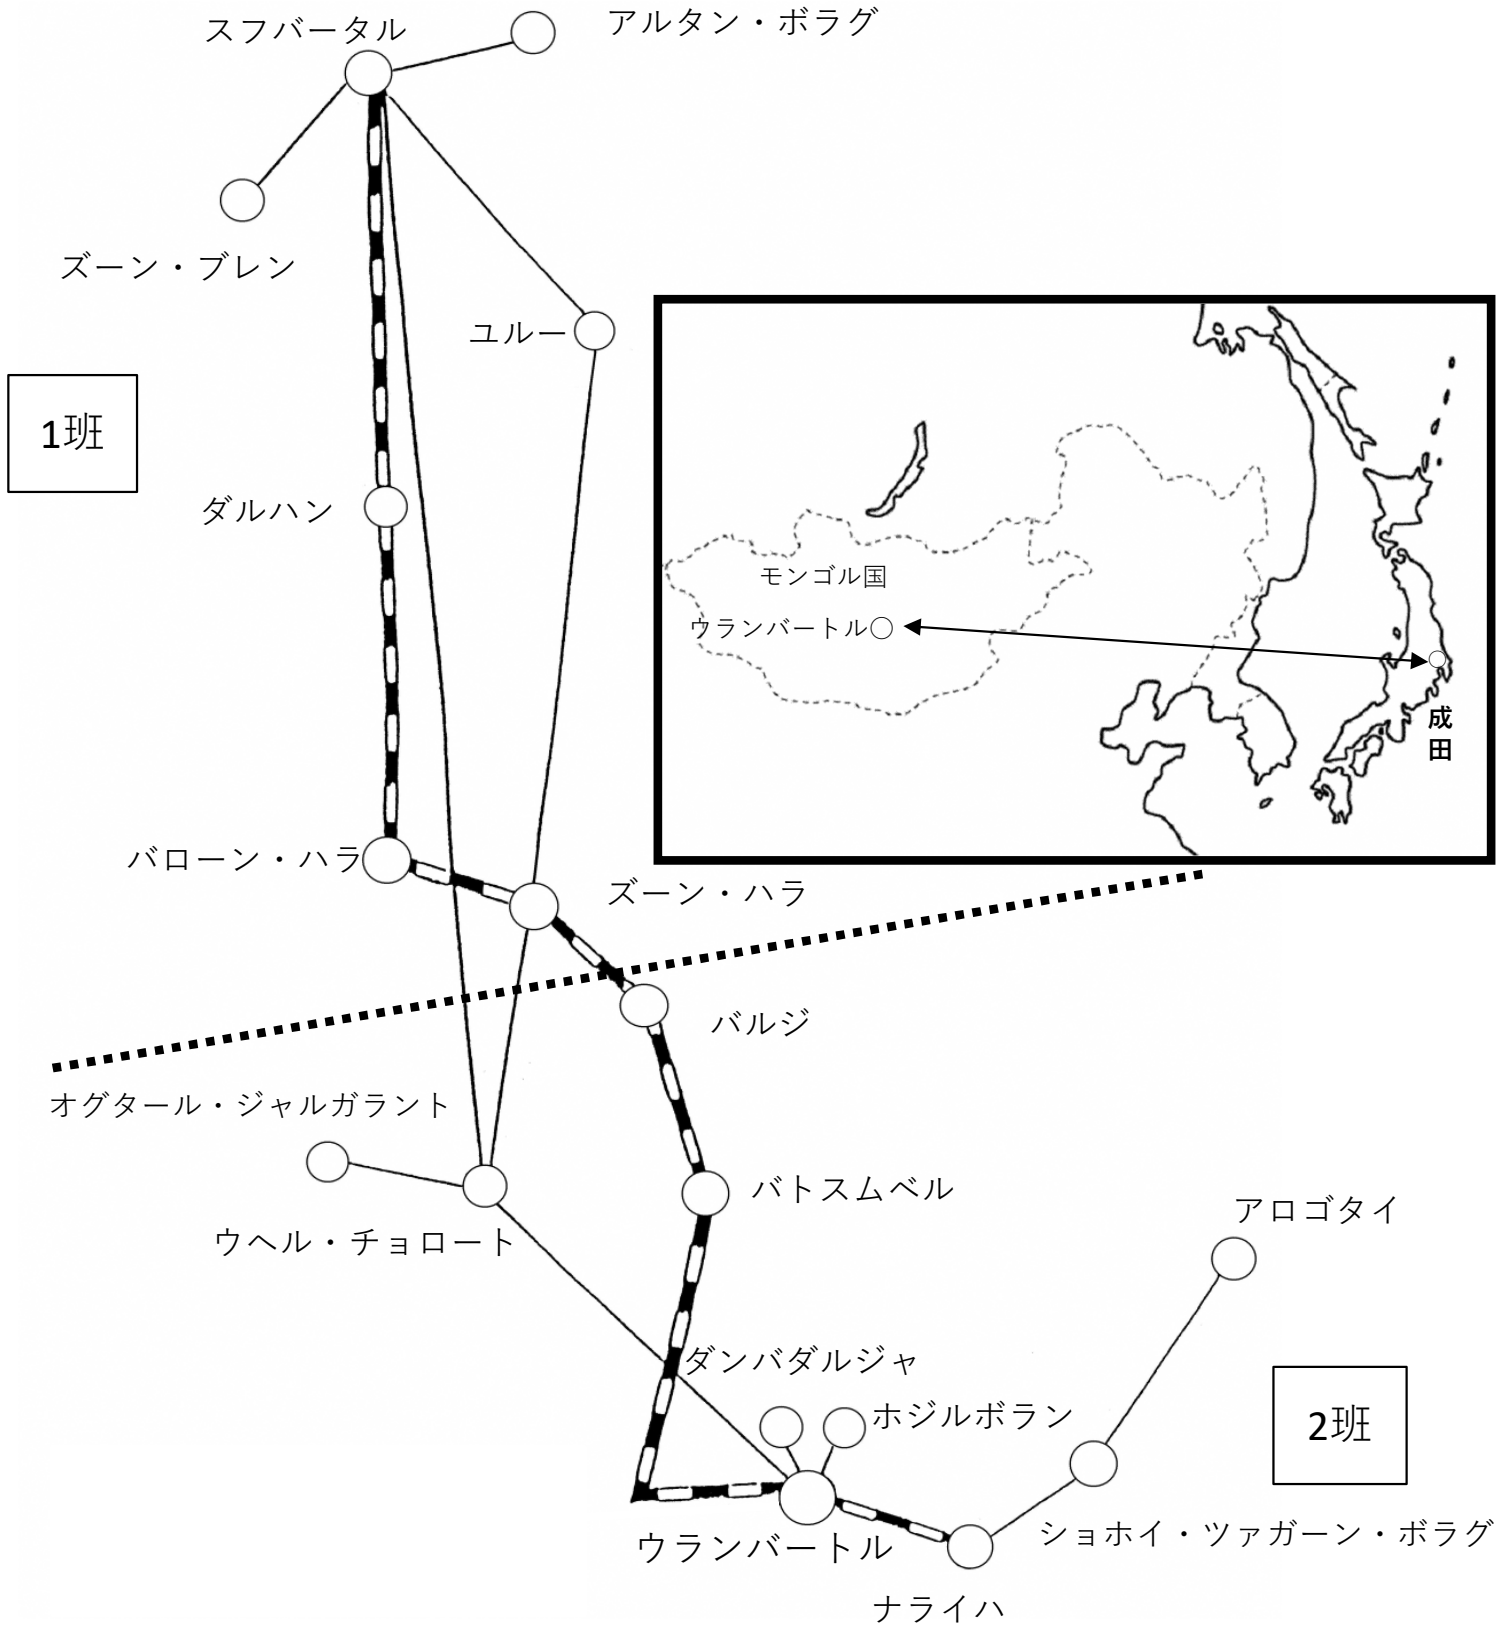 スフバータル
アルタン・ボラグ
ズーン・ブレン
ユルー
1班
ダルハン
モンゴル国
ウランバートル
成田
バローン・ハラ
ズーン・ハラ
バルジ
オグタール・ジャルガラント
バトスムベル
ウヘル・チョロート
アロゴタイ
ダンバダルジャ
ホジルボラン
2班
ショホイ・ツァガーン・ボラグ
ウランバートル
ナライハ